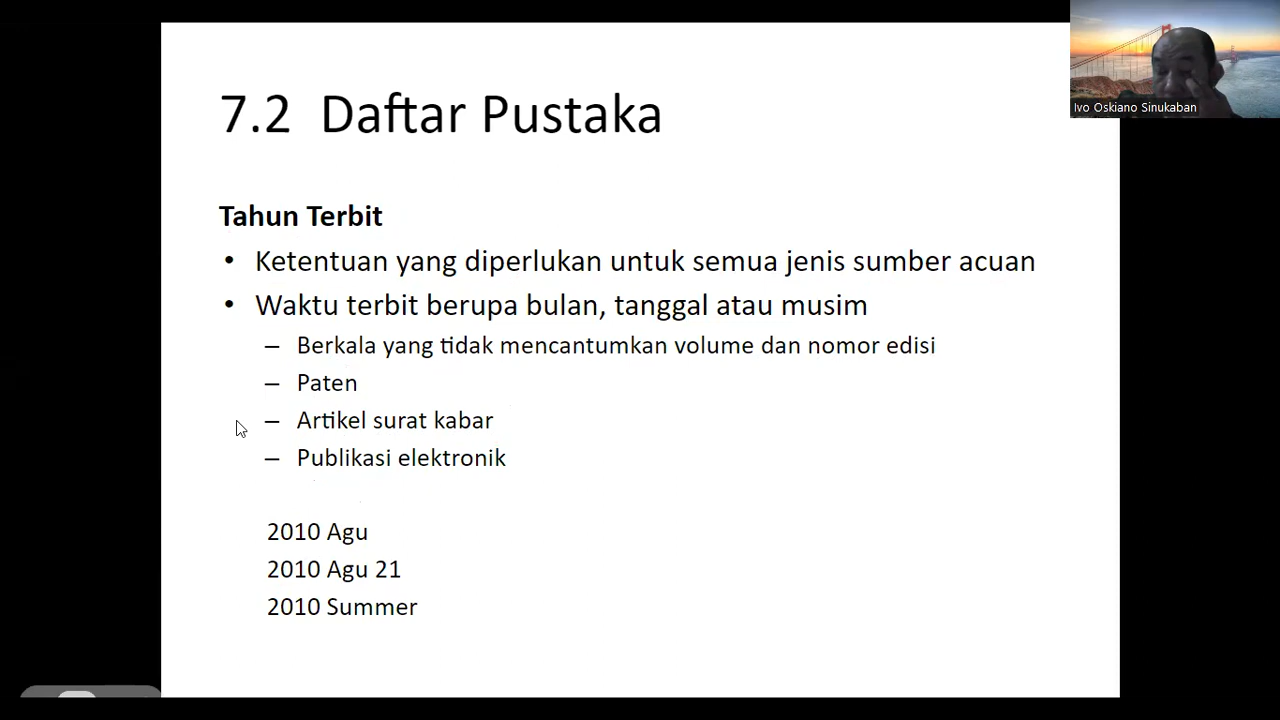 7.2 Daftar Pustaka
Ivo Oskiano Sinukaban
Tahun Terbit
• Ketentuan yang diperlukan untuk semua jenis sumber acuan
• Waktu terbit berupa bulan, tanggal atau musim
– Berkala yang tidak mencantumkan volume dan nomor edisi
– Paten
– Artikel surat kabar
– Publikasi elektronik
2010 Agu
2010 Agu 21
2010 Summer